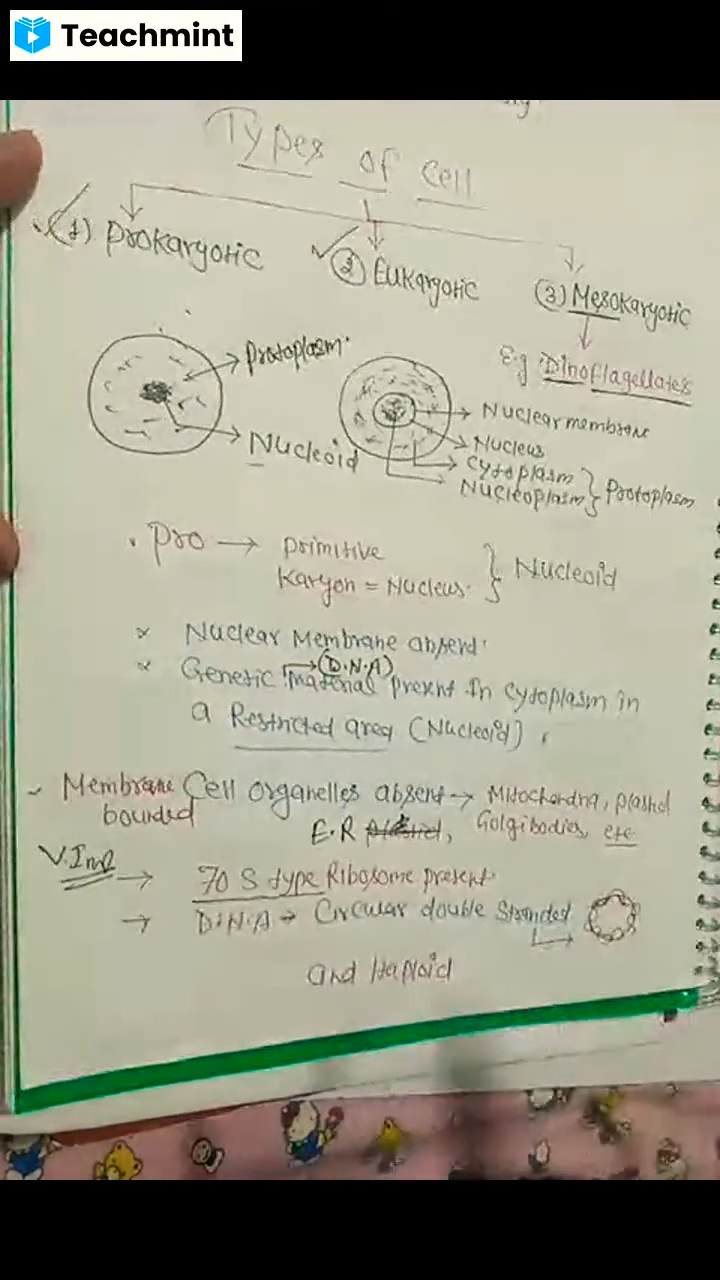 Teachmint
Types of cell
(1) Prokaryotic
(2) Eukaryotic
(3) Mesokaryotic
E.g. Dinoflagellates
Protoplasm
Nucleoid
Nuclear membrane
Nucleus
Cytoplasm
Nucleoplasm } Protoplasm
. Pro → Primitive
Karyon = Nucleus. } Nucleoid
× Nuclear Membrane absent
→ (D.N.A)
× Genetic material present in cytoplasm in
a Restricted area (Nucleoid).
- Membrane Cell organelles absent → Mitochondria, plastid
bounded E.R, Golgibodies, etc
V.Imp → 70 S type Ribosome present
→ D.N.A → Circular double Stranded
and Haploid